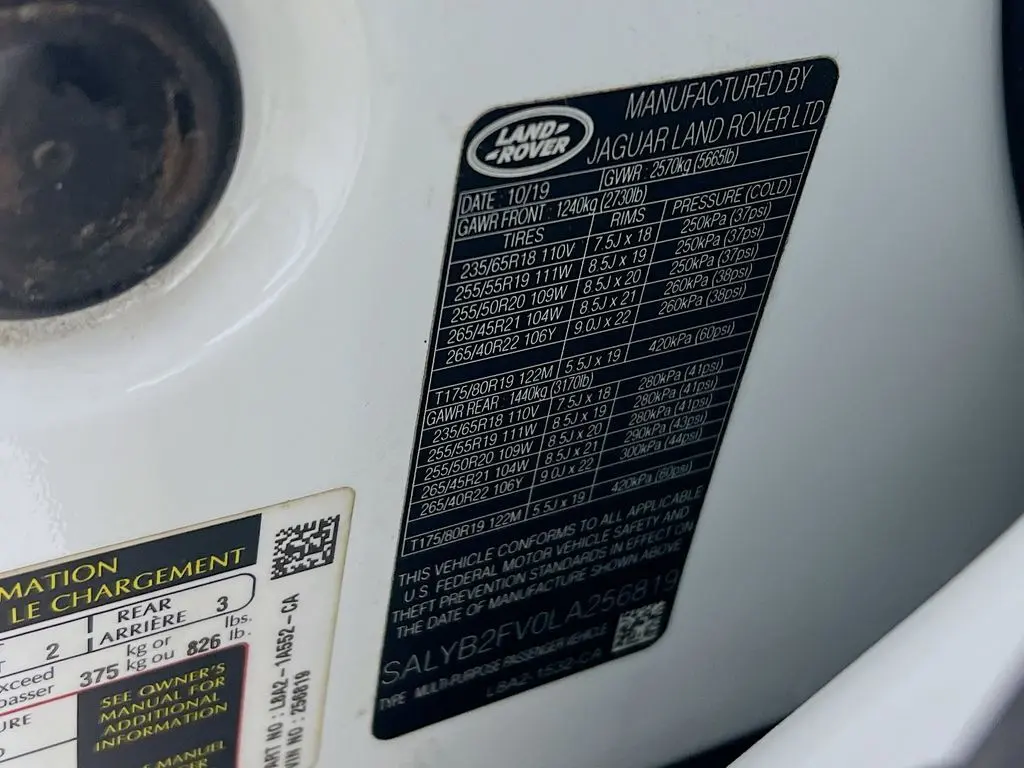 LAND-
-ROVER
MANUFACTURED BY
JAGUAR LAND ROVER LTD
DATE: 10/19 GVWR: 2570kg (5665lb)
GAWR FRONT: 1240kg (2730lb)
TIRES RIMS PRESSURE (COLD)
235/65R18 110V 7.5J x 18 250kPa (37psi)
255/55R19 111W 8.5J x 19 250kPa (37psi)
255/50R20 109W 8.5J x 20 250kPa (37psi)
265/45R21 104W 8.5J x 21 260kPa (38psi)
265/40R22 106Y 9.0J x 22 260kPa (38psi)
T175/80R19 122M 5.5J x 19 420kPa (60psi)
GAWR REAR: 1440kg (3170lb)
235/65R18 110V 7.5J x 18 280kPa (41psi)
255/55R19 111W 8.5J x 19 280kPa (41psi)
255/50R20 109W 8.5J x 20 280kPa (41psi)
265/45R21 104W 8.5J x 21 290kPa (43psi)
265/40R22 106Y 9.0J x 22 300kPa (44psi)
T175/80R19 122M 5.5J x 19 420kPa (60psi)
THIS VEHICLE CONFORMS TO ALL APPLICABLE
U.S. FEDERAL MOTOR VEHICLE SAFETY AND
THEFT PREVENTION STANDARDS IN EFFECT ON
THE DATE OF MANUFACTURE SHOWN ABOVE
SALYB2FV0LA256819
TYPE: MULTI-PURPOSE PASSENGER VEHICLE
MATION
LE CHARGEMENT
2 REAR 3
ARRIÈRE
xceed 375 kg or 826 lbs.
passer kg ou lb.
URE
SEE OWNER'S
MANUAL FOR
ADDITIONAL
INFORMATION
MANUEL
PART NO: L8A2-1A552-CA
VIN NO: 256819